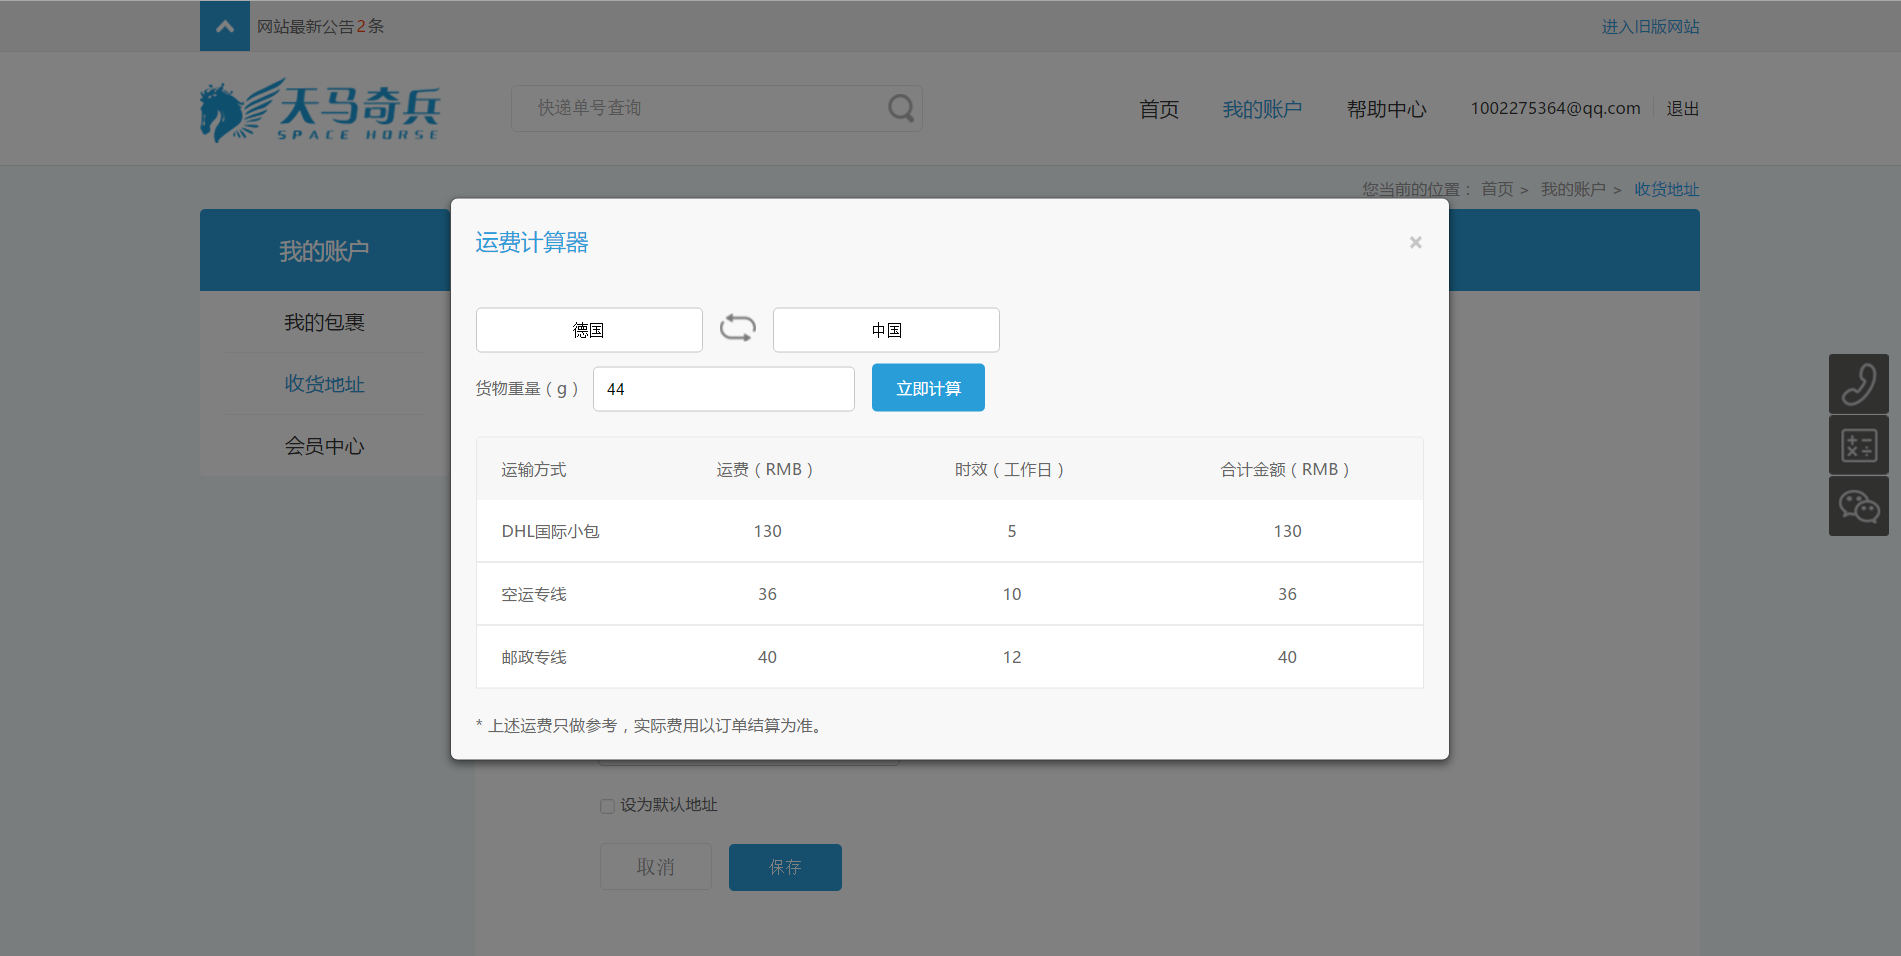 网站最新公告2条
进入旧版网站
天马奇兵
SPACE HORSE
快递单号查询
首页 我的账户 帮助中心 1002275364@qq.com 退出
您当前的位置： 首页 > 我的账户 > 收货地址
我的账户
我的包裹
收货地址
会员中心
运费计算器
×
德国 中国
货物重量（g） 44 立即计算
运输方式 运费（RMB） 时效（工作日） 合计金额（RMB）
DHL国际小包 130 5 130
空运专线 36 10 36
邮政专线 40 12 40
* 上述运费只做参考，实际费用以订单结算为准。
设为默认地址
取消 保存